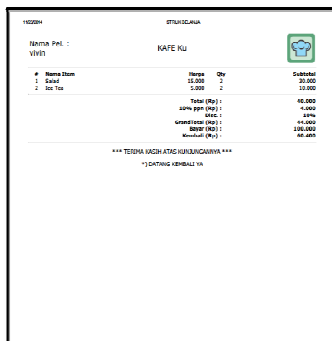 11/23/2014 STRUK BELANJA
Nama Pel. :
vivin
KAFE Ku
# Nama Item Harga Qty Subtotal
1 Salad 15.000 2 30.000
2 Ice Tea 5.000 2 10.000
Total (Rp) : 40.000
10% ppn (Rp) : 4.000
Disc. : 10%
GrandTotal (Rp) : 44.000
Bayar (Rp) : 100.000
Kembali (Rp) : 60.400
*** TERIMA KASIH ATAS KUNJUNGANNYA ***
*) DATANG KEMBALI YA